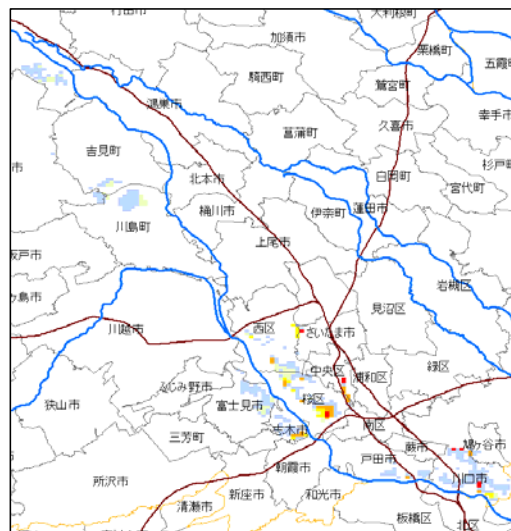 行田市
大利根町
加須市
栗橋町
五霞町
騎西町
鷲宮町
鴻巣市
幸手市
久喜市
菖蒲町
吉見町
杉戸町
白岡町
北本市
宮代町
桶川市
伊奈町
蓮田市
川島町
上尾市
坂戸市
岩槻区
ヶ島市
見沼区
川越市
西区
さいたま市
中央区
浦和区
緑区
ふじみ野市
狭山市
富士見市
桜区
志木市
南区
三芳町
蕨市
鳩ヶ谷市
戸田市
朝霞市
所沢市
川口市
新座市
和光市
清瀬市
板橋区
北区